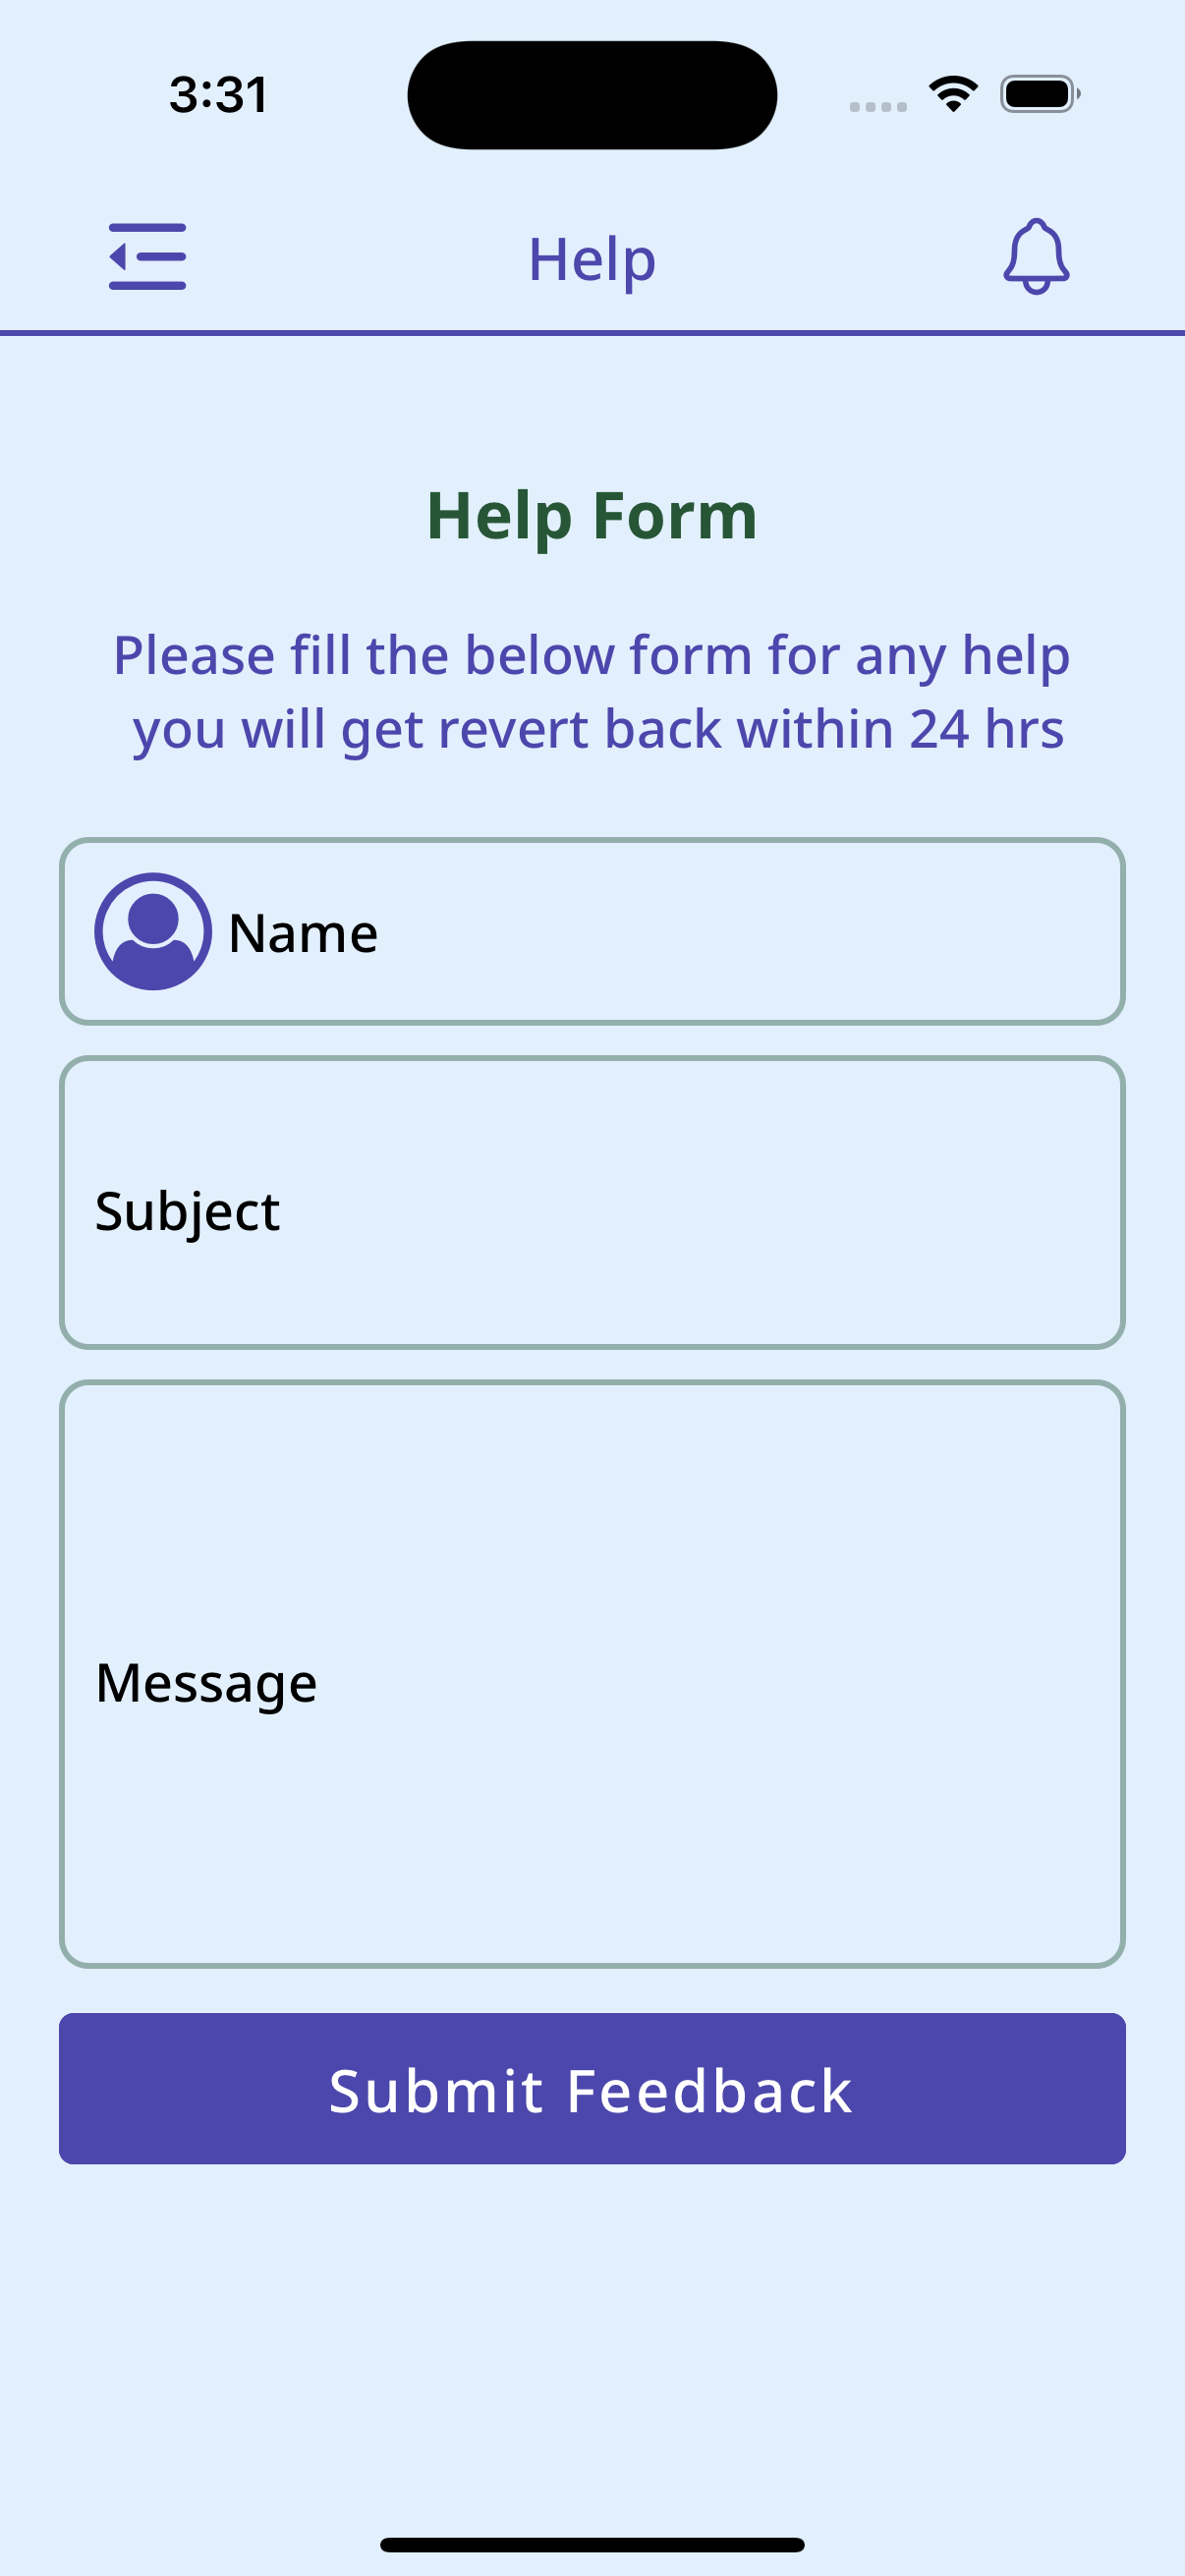 3:31
Help
Help Form
Please fill the below form for any help
you will get revert back within 24 hrs
Name
Subject
Message
Submit Feedback